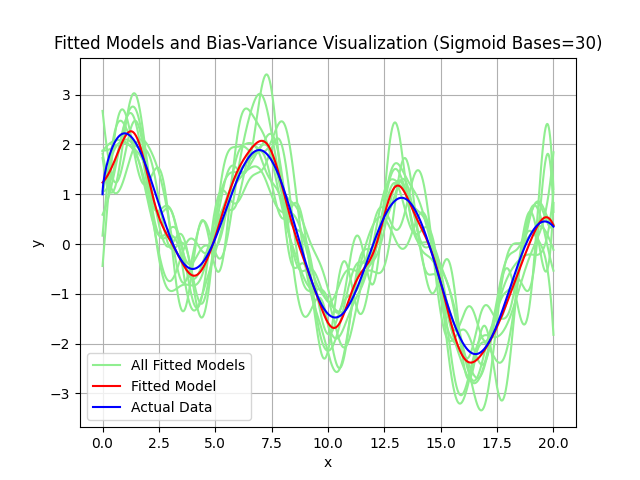 Fitted Models and Bias-Variance Visualization (Sigmoid Bases=30)
3
2
1
0
−1
−2
−3
y
All Fitted Models
Fitted Model
Actual Data
0.0 2.5 5.0 7.5 10.0 12.5 15.0 17.5 20.0
x